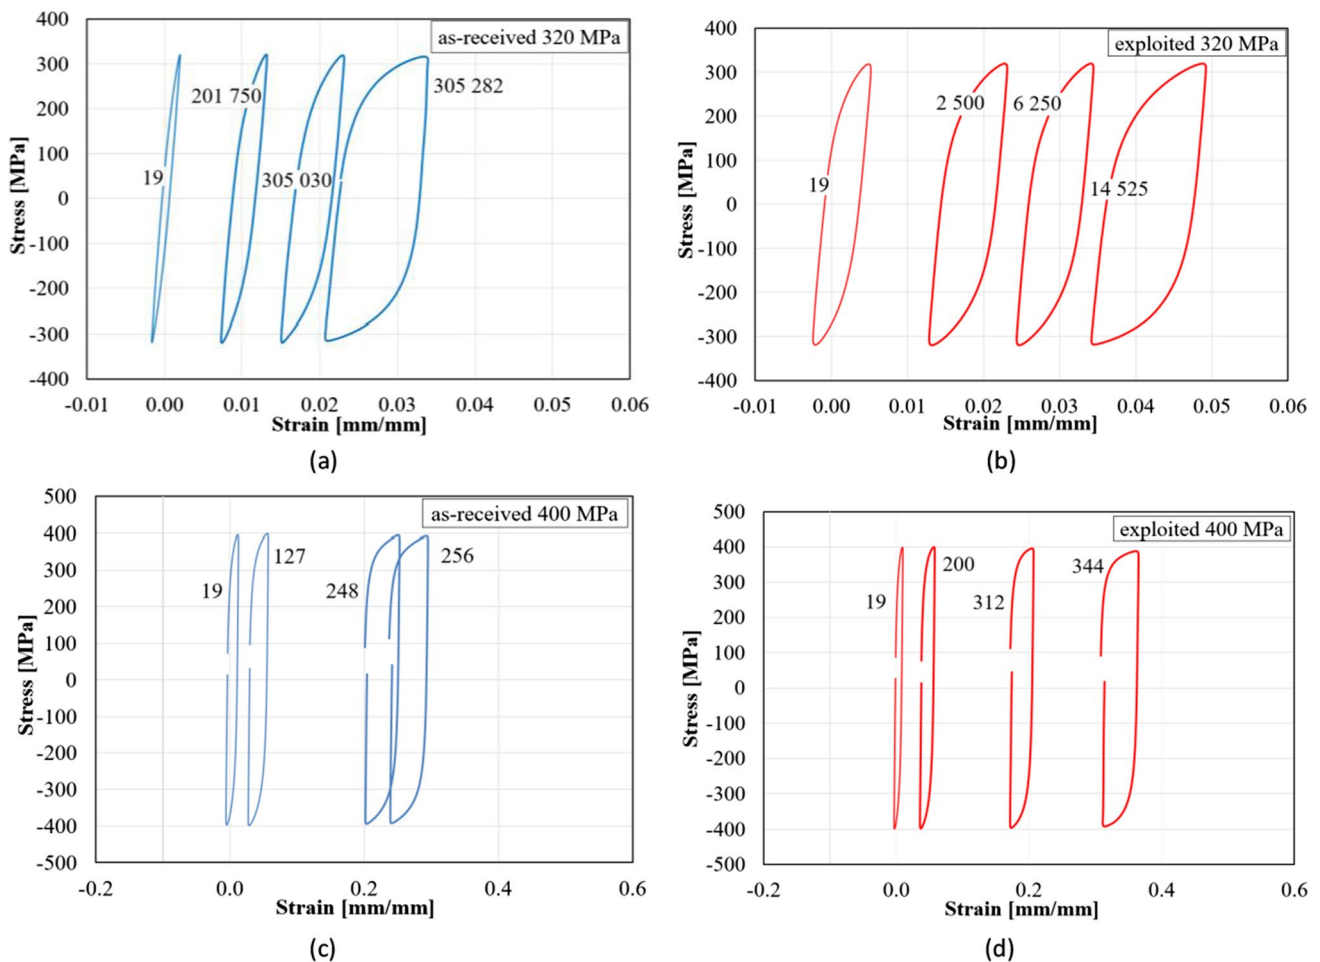 400
300
200
100
0
-100
-200
-300
-400
Stress [MPa]
as-received 320 MPa
19
201 750
305 030
305 282
-0.01 0.00 0.01 0.02 0.03 0.04 0.05 0.06
Strain [mm/mm]
(a)
400
300
200
100
0
-100
-200
-300
-400
Stress [MPa]
exploited 320 MPa
19
2 500
6 250
14 525
-0.01 0.00 0.01 0.02 0.03 0.04 0.05 0.06
Strain [mm/mm]
(b)
500
400
300
200
100
0
-100
-200
-300
-400
-500
Stress [MPa]
as-received 400 MPa
19
127
248
256
-0.2 0.0 0.2 0.4 0.6
Strain [mm/mm]
(c)
500
400
300
200
100
0
-100
-200
-300
-400
-500
Stress [MPa]
exploited 400 MPa
19
200
312
344
-0.2 0.0 0.2 0.4 0.6
Strain [mm/mm]
(d)